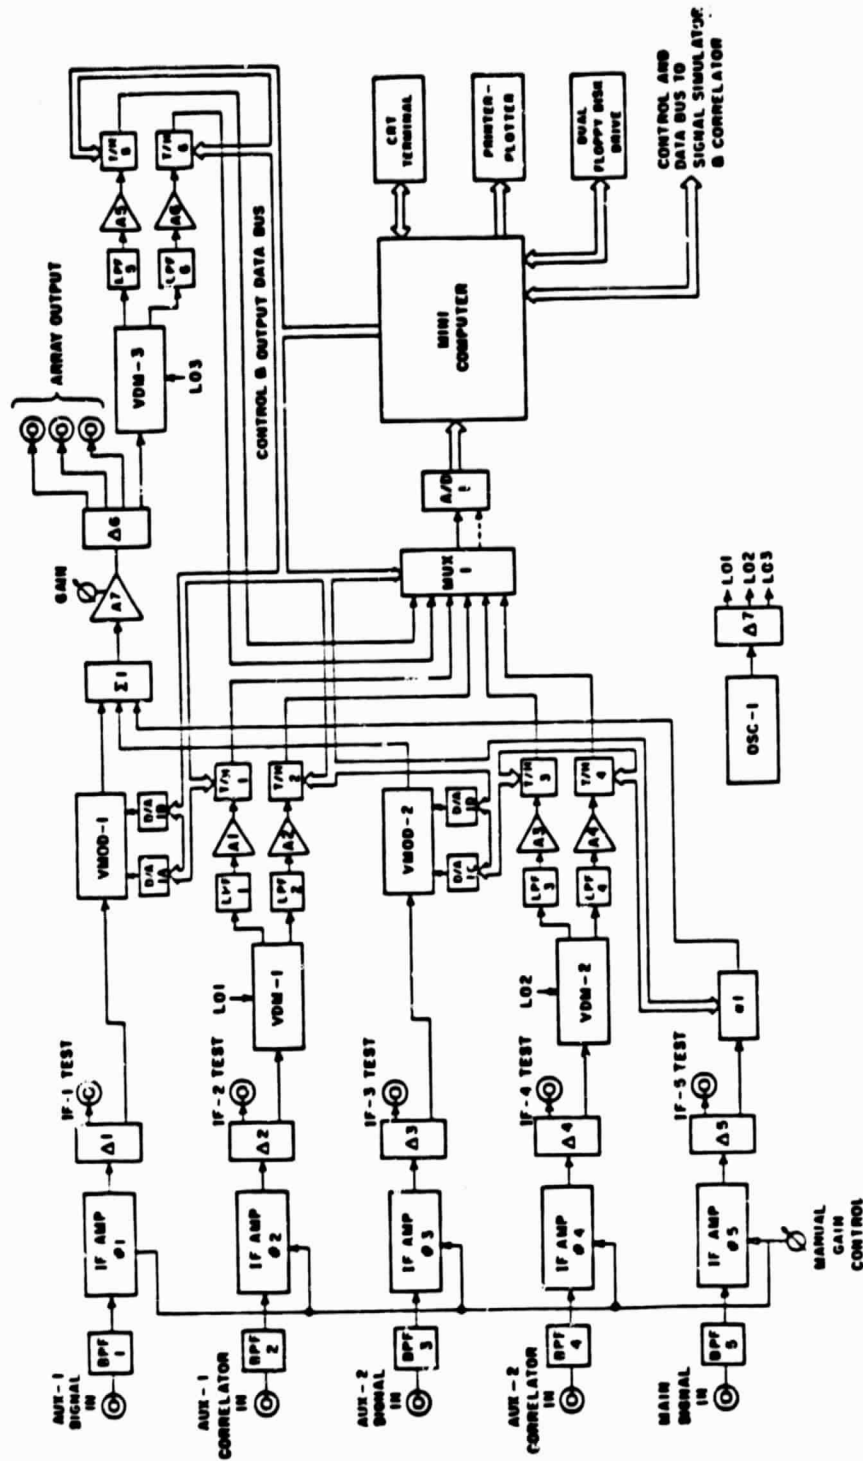 AUX-1
SIGNAL
IN
BPF
1
IF AMP
#1
Δ1
IF-1 TEST
VMOD-1
D/A
1A
D/A
1B
Σ1
GAIN
A7
Δ6
ARRAY OUTPUT
VDM-3
LO3
LPF
5
A5
LPF
6
A6
T/H
6
AUX-1
CORRELATOR
IN
BPF
2
IF AMP
#2
Δ2
IF-2 TEST
LO1
VDM-1
LPF
1
A1
T/H
1
LPF
2
A2
T/H
2
CONTROL & OUTPUT DATA BUS
AUX-2
SIGNAL
IN
BPF
3
IF AMP
#3
Δ3
IF-3 TEST
VMOD-2
D/A
1C
D/A
1D
MUX
1
A/D
1
MINI
COMPUTER
CRT
TERMINAL
PRINTER-
PLOTTER
DUAL
FLOPPY DISK
DRIVE
CONTROL AND
DATA BUS TO
SIGNAL SIMULATOR
& CORRELATOR
AUX-2
CORRELATOR
IN
BPF
4
IF AMP
#4
Δ4
IF-4 TEST
LO2
VDM-2
LPF
3
A3
T/H
3
LPF
4
A4
T/H
4
MAIN
SIGNAL
IN
BPF
5
IF AMP
#5
Δ5
IF-5 TEST
α1
MANUAL
GAIN
CONTROL
OSC-1
Δ7
LO1
LO2
LO3